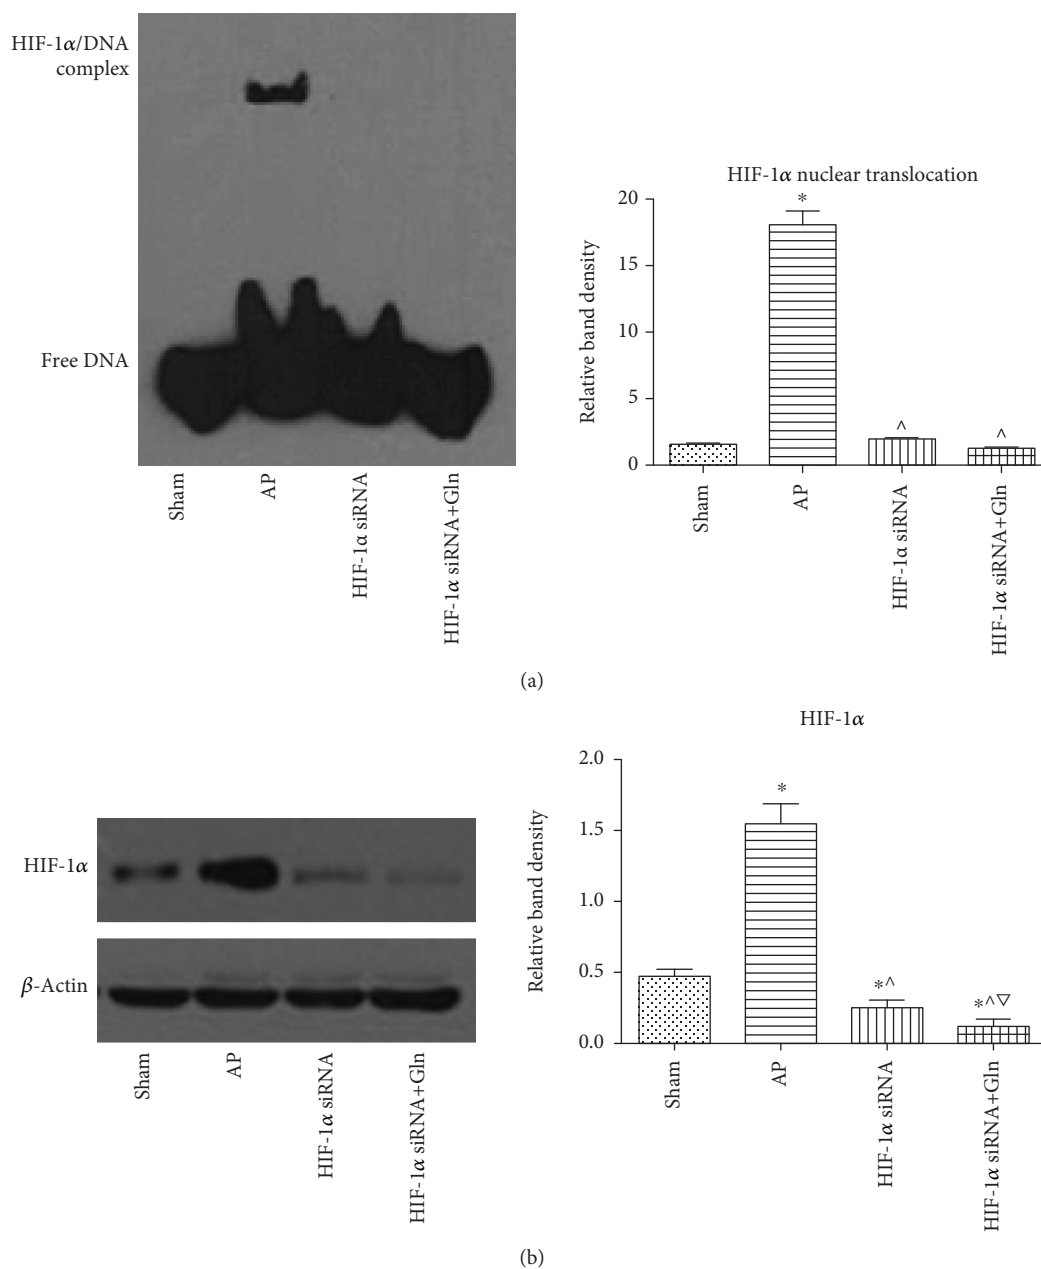 HIF-1α/DNA
complex
Free DNA
Sham
AP
HIF-1α siRNA
HIF-1α siRNA+Gln
HIF-1α nuclear translocation
Relative band density
20
15
10
5
0
*
^
^
Sham
AP
HIF-1α siRNA
HIF-1α siRNA+Gln
(a)
HIF-1α
β-Actin
Sham
AP
HIF-1α siRNA
HIF-1α siRNA+Gln
HIF-1α
Relative band density
2.0
1.5
1.0
0.5
0.0
*
*^
*^▽
Sham
AP
HIF-1α siRNA
HIF-1α siRNA+Gln
(b)